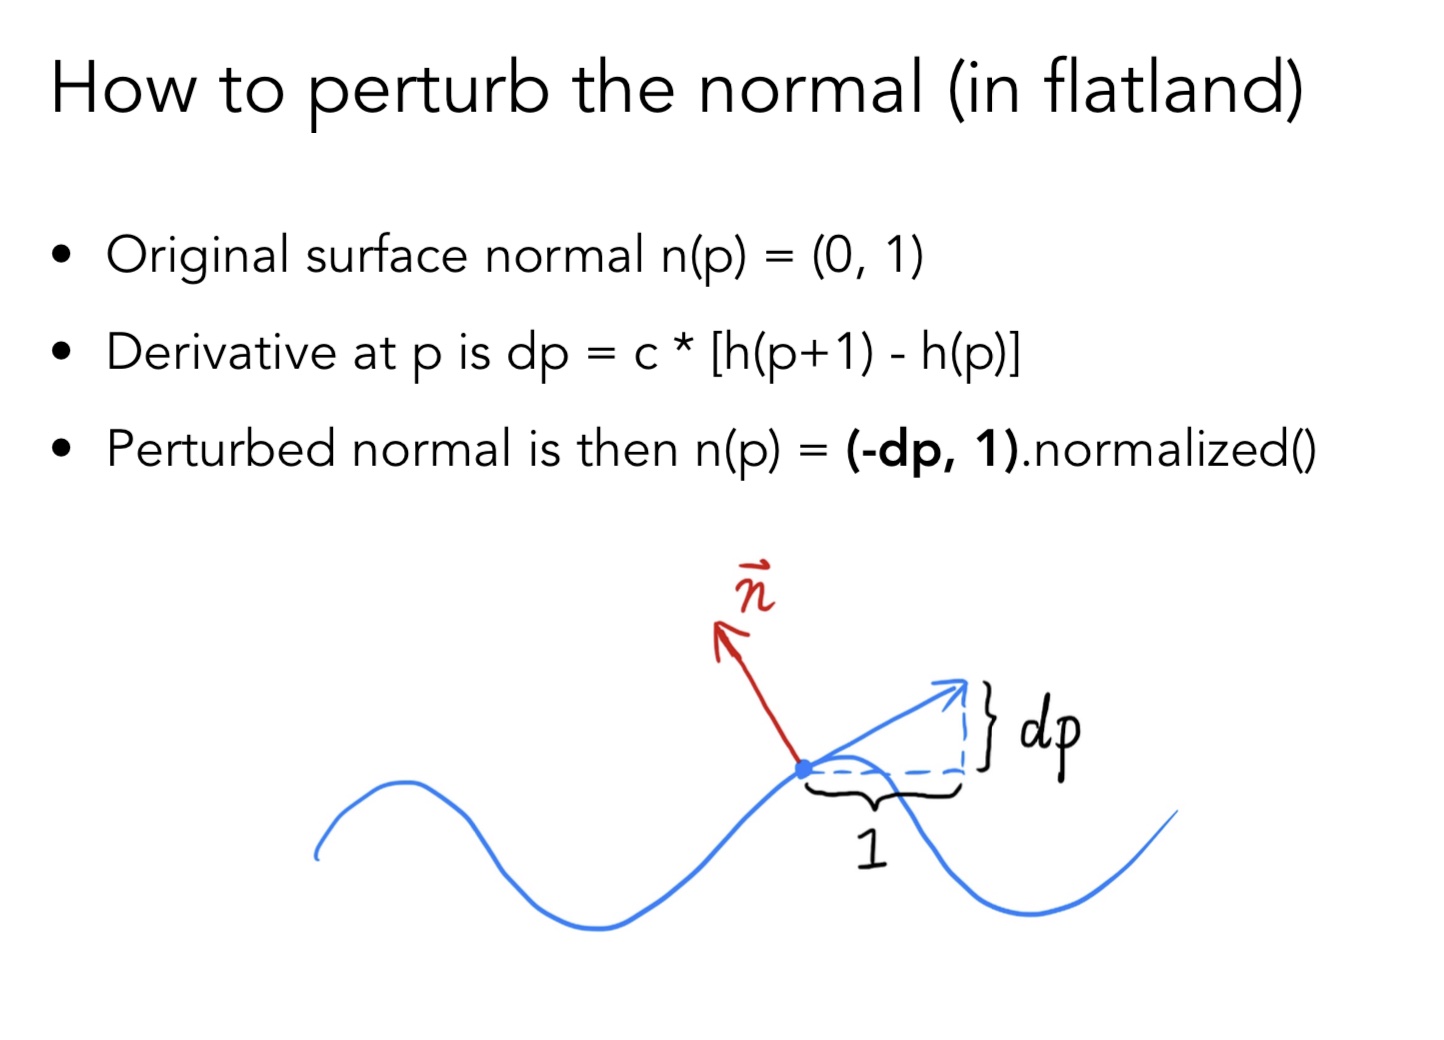 How to perturb the normal (in flatland)
• Original surface normal n(p) = (0, 1)
• Derivative at p is dp = c * [h(p+1) - h(p)]
• Perturbed normal is then n(p) = (-dp, 1).normalized()
n⃗
dp
1